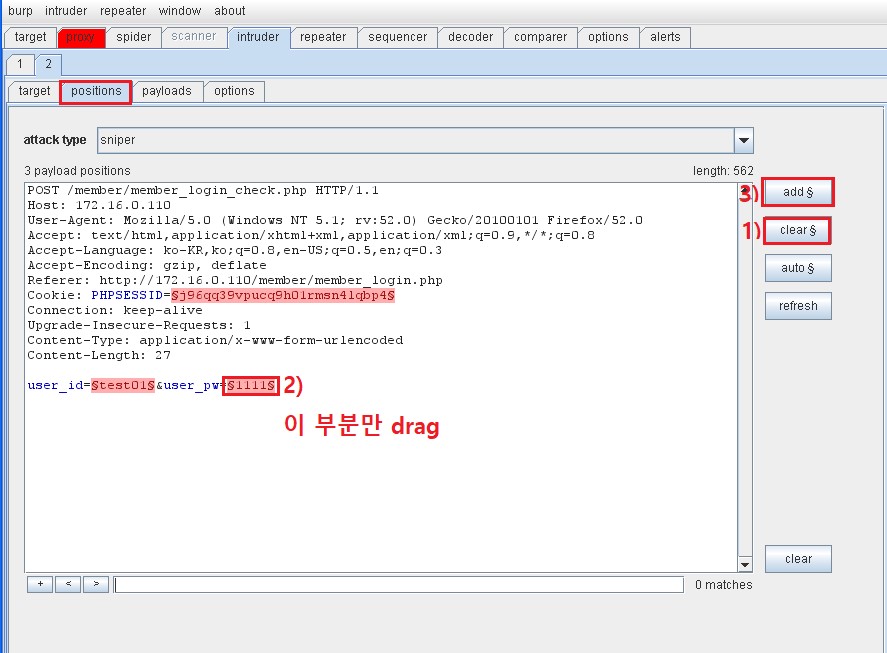 burp intruder repeater window about
target proxy spider scanner intruder repeater sequencer decoder comparer options alerts
1 2
target positions payloads options
attack type sniper
3 payload positions length: 562
POST /member/member_login_check.php HTTP/1.1
3) add §
Host: 172.16.0.110
User-Agent: Mozilla/5.0 (Windows NT 5.1; rv:52.0) Gecko/20100101 Firefox/52.0
1) clear §
Accept: text/html,application/xhtml+xml,application/xml;q=0.9,*/*;q=0.8
Accept-Language: ko-KR,ko;q=0.8,en-US;q=0.5,en;q=0.3
Accept-Encoding: gzip, deflate
auto §
Referer: http://172.16.0.110/member/member_login.php
Cookie: PHPSESSID=§j96qq39vpucq9h01rmsn4lqbp4§
refresh
Connection: keep-alive
Upgrade-Insecure-Requests: 1
Content-Type: application/x-www-form-urlencoded
Content-Length: 27
user_id=§test01§&user_pw=§1111§ 2)
이 부분만 drag
clear
+ < > 0 matches